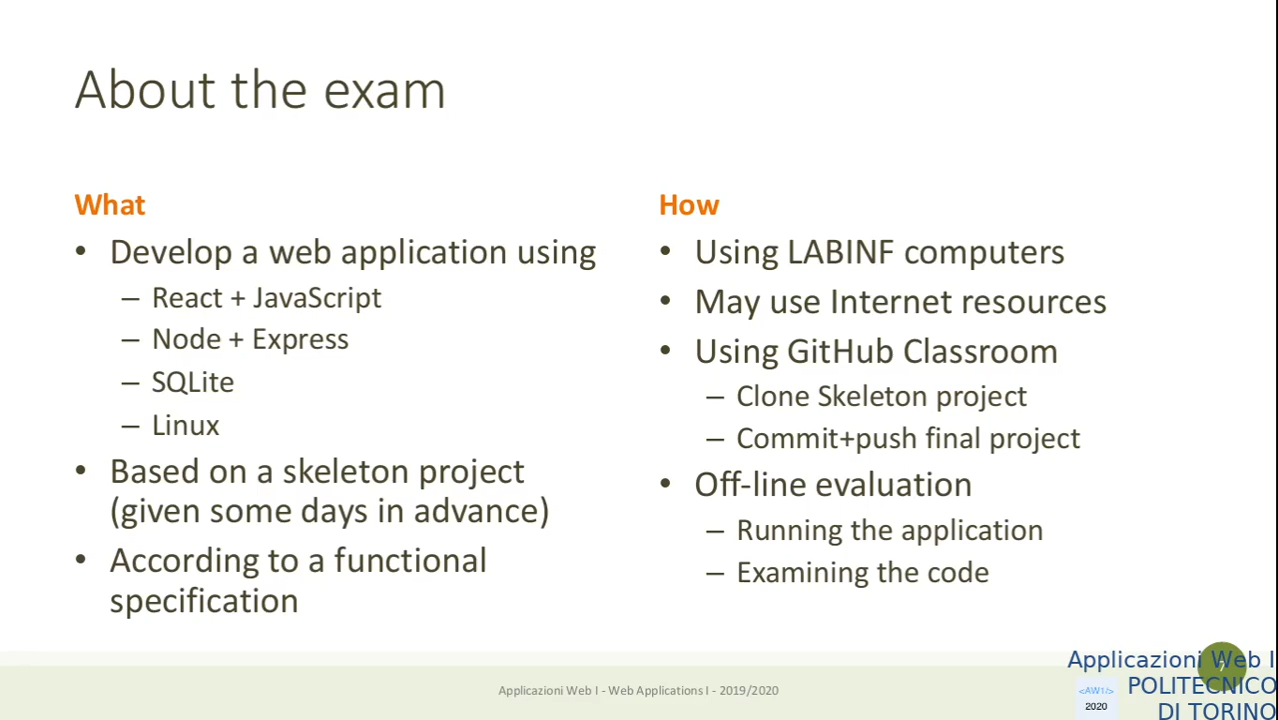 About the exam
What
• Develop a web application using
– React + JavaScript
– Node + Express
– SQLite
– Linux
• Based on a skeleton project
(given some days in advance)
• According to a functional
specification
How
• Using LABINF computers
• May use Internet resources
• Using GitHub Classroom
– Clone Skeleton project
– Commit+push final project
• Off-line evaluation
– Running the application
– Examining the code
Applicazioni Web I - Web Applications I - 2019/2020
7
Applicazioni Web I
POLITECNICO
DI TORINO
<AW1/>
2020